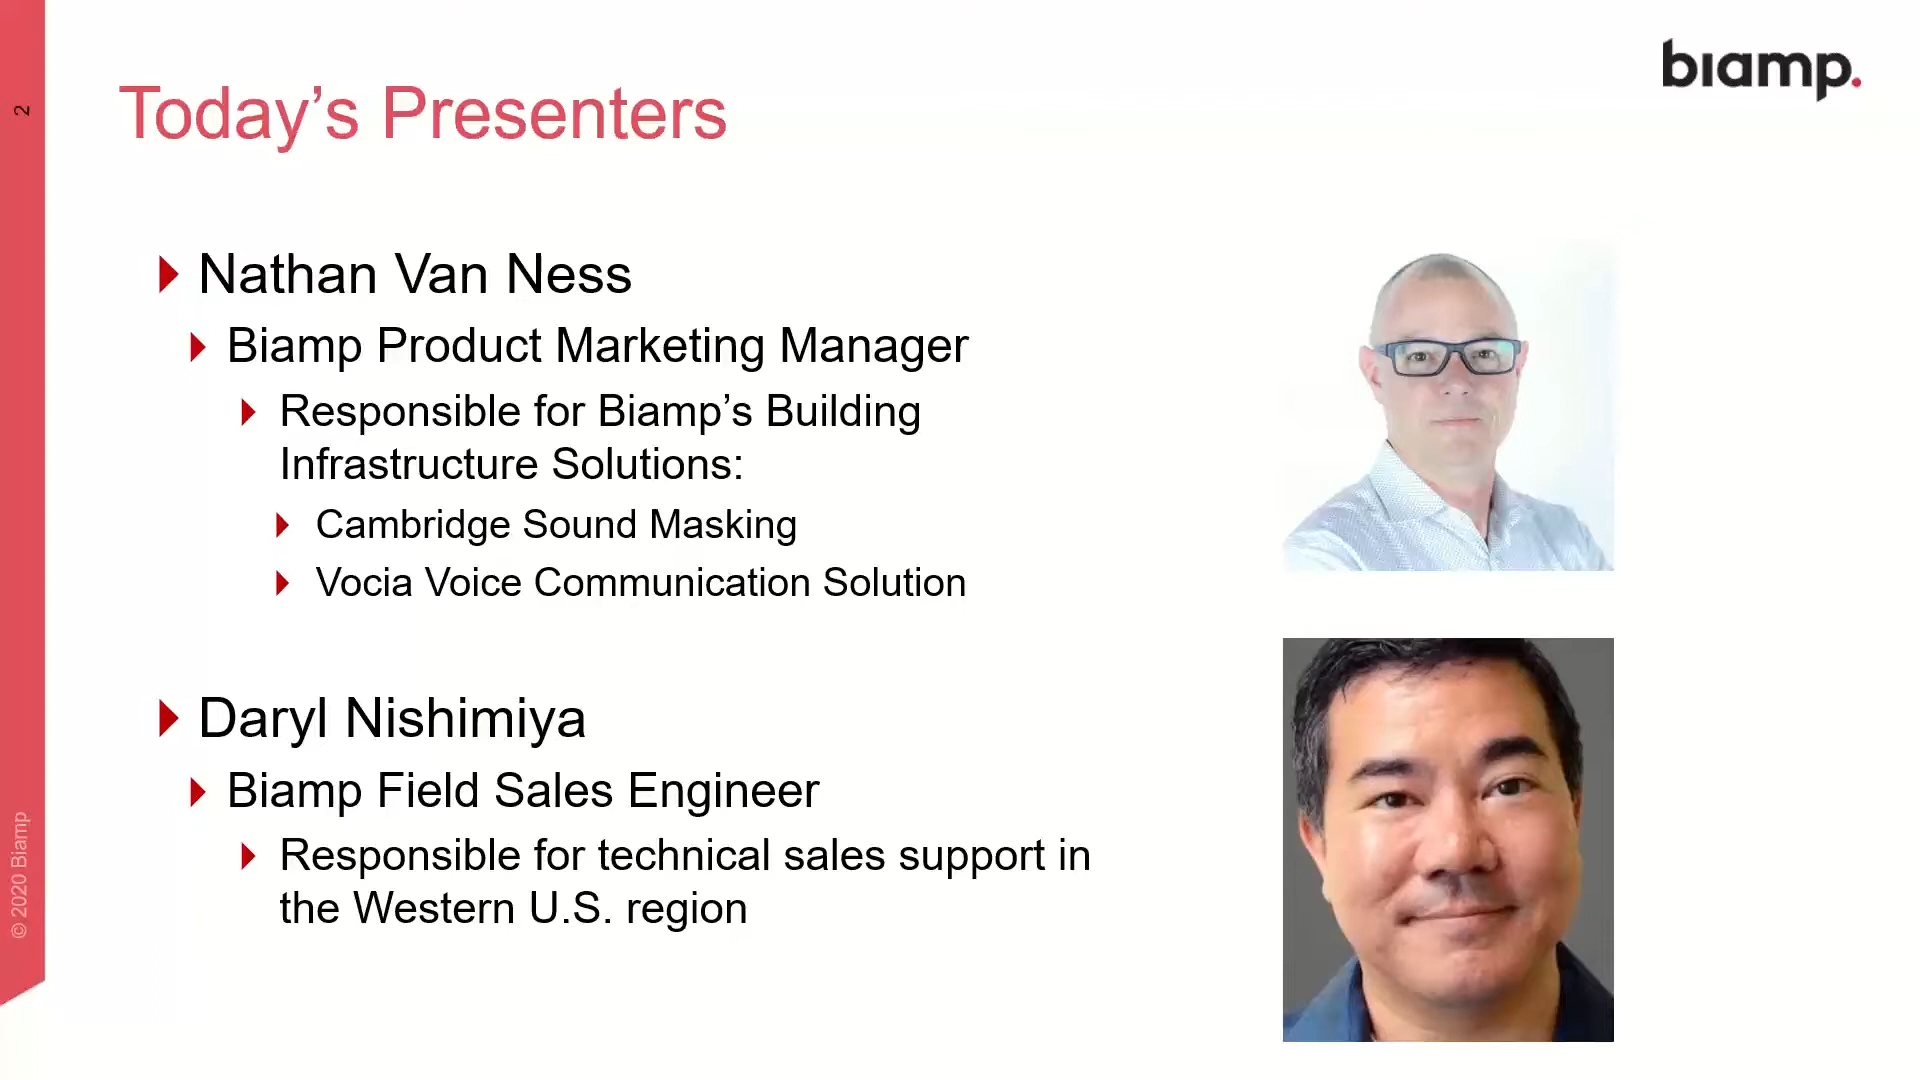 biamp.
2
Today’s Presenters
Nathan Van Ness
Biamp Product Marketing Manager
Responsible for Biamp’s Building
Infrastructure Solutions:
Cambridge Sound Masking
Vocia Voice Communication Solution
Daryl Nishimiya
Biamp Field Sales Engineer
Responsible for technical sales support in
the Western U.S. region
© 2020 Biamp